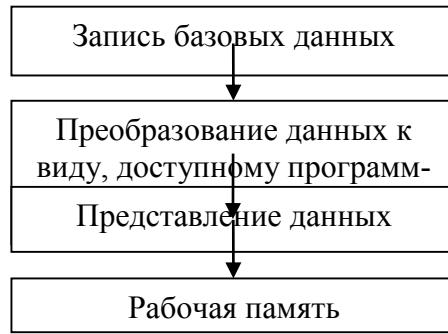 Запись базовых данных
Преобразование данных к
виду, доступному программ-
Представление данных
Рабочая память